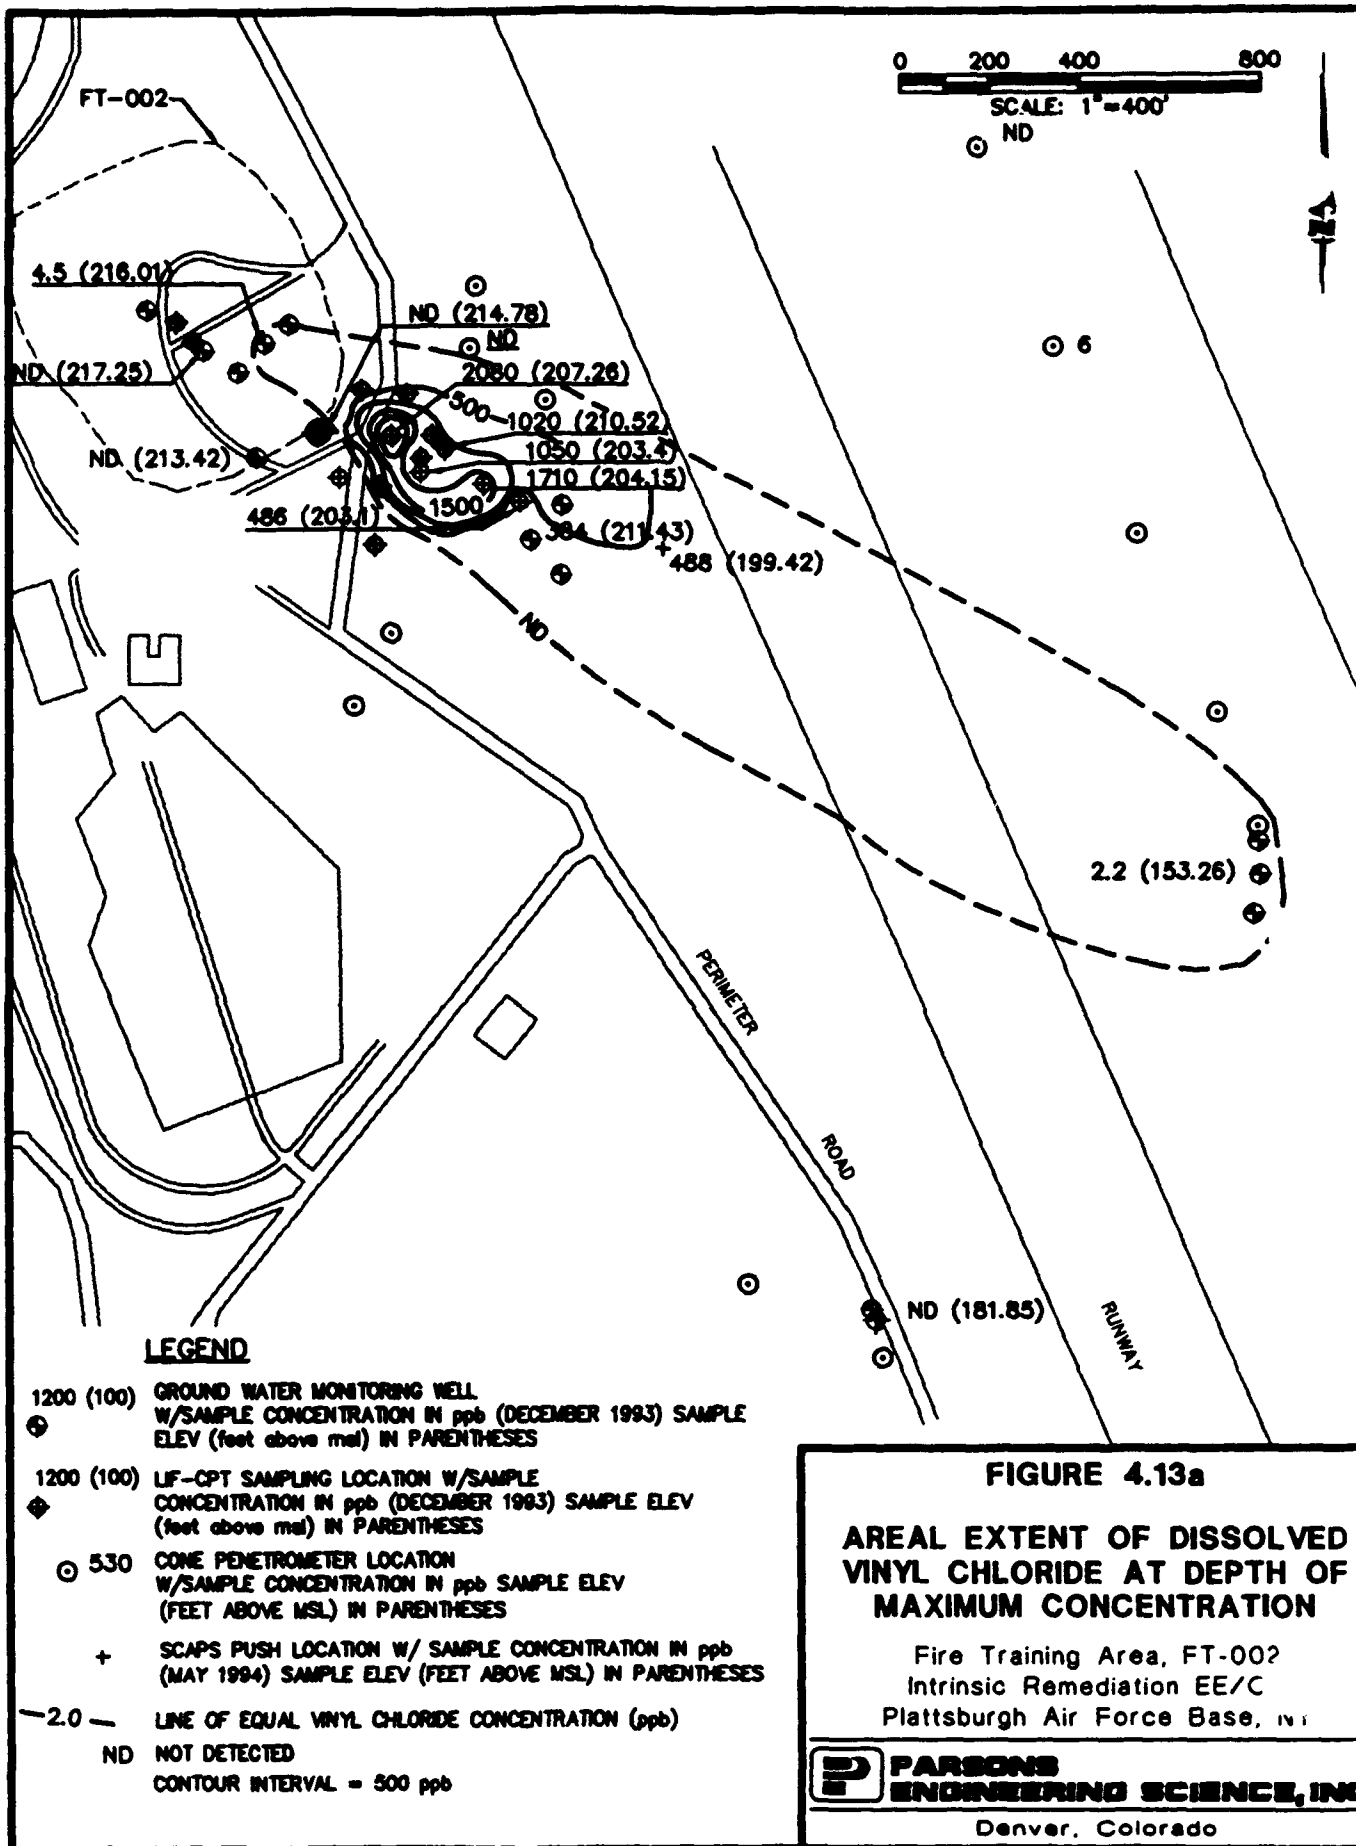 0 200 400 800
SCALE: 1"=400'
ND
FT-002
6
4.5 (216.01)
ND (214.78)
ND
ND (217.25)
2080 (207.26)
500
1020 (210.52)
1050 (203.4)
ND (213.42)
1710 (204.15)
1500
486 (203.1)
(211.43)
488 (199.42)
ND
2.2 (153.26)
PERIMETER
ROAD
ND (181.85)
RUNWAY
LEGEND
1200 (100) GROUND WATER MONITORING WELL
W/SAMPLE CONCENTRATION IN ppb (DECEMBER 1993) SAMPLE
ELEV (feet above msl) IN PARENTHESES
1200 (100) LIF-CPT SAMPLING LOCATION W/SAMPLE
CONCENTRATION IN ppb (DECEMBER 1993) SAMPLE ELEV
(feet above msl) IN PARENTHESES
530 CONE PENETROMETER LOCATION
W/SAMPLE CONCENTRATION IN ppb SAMPLE ELEV
(FEET ABOVE MSL) IN PARENTHESES
+ SCAPS PUSH LOCATION W/ SAMPLE CONCENTRATION IN ppb
(MAY 1994) SAMPLE ELEV (FEET ABOVE MSL) IN PARENTHESES
2.0 LINE OF EQUAL VINYL CHLORIDE CONCENTRATION (ppb)
ND NOT DETECTED
CONTOUR INTERVAL = 500 ppb
FIGURE 4.13a
AREAL EXTENT OF DISSOLVED
VINYL CHLORIDE AT DEPTH OF
MAXIMUM CONCENTRATION
Fire Training Area, FT-002
Intrinsic Remediation EE/C
Plattsburgh Air Force Base,
PARSONS
ENGINEERING SCIENCE, INC
Denver, Colorado